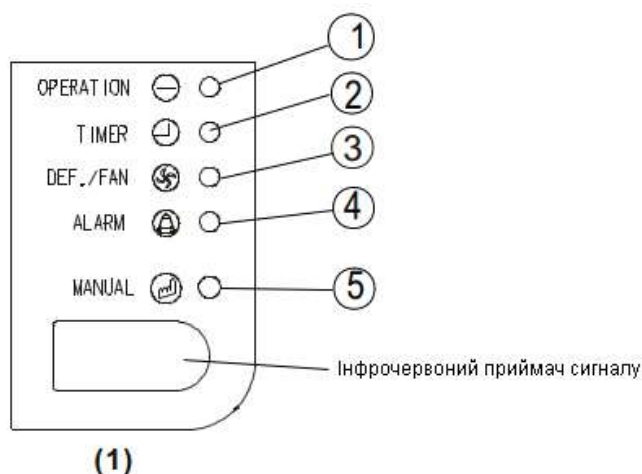 OPERATION 1
TIMER 2
DEF./FAN 3
ALARM 4
MANUAL 5
Інфрочервоний приймач сигналу
(1)